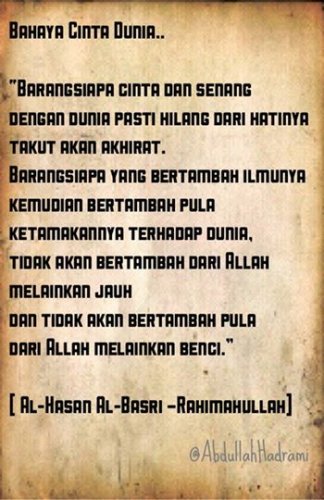 Bahaya Cinta Dunia..
"Barangsiapa cinta dan senang
dengan dunia pasti hilang dari hatinya
takut akan akhirat.
Barangsiapa yang bertambah ilmunya
kemudian bertambah pula
ketamakannya terhadap dunia,
tidak akan bertambah dari Allah
melainkan jauh
dan tidak akan bertambah pula
dari Allah melainkan benci."
[ Al-Hasan Al-Basri -Rahimahullah]
@AbdullahHadrami